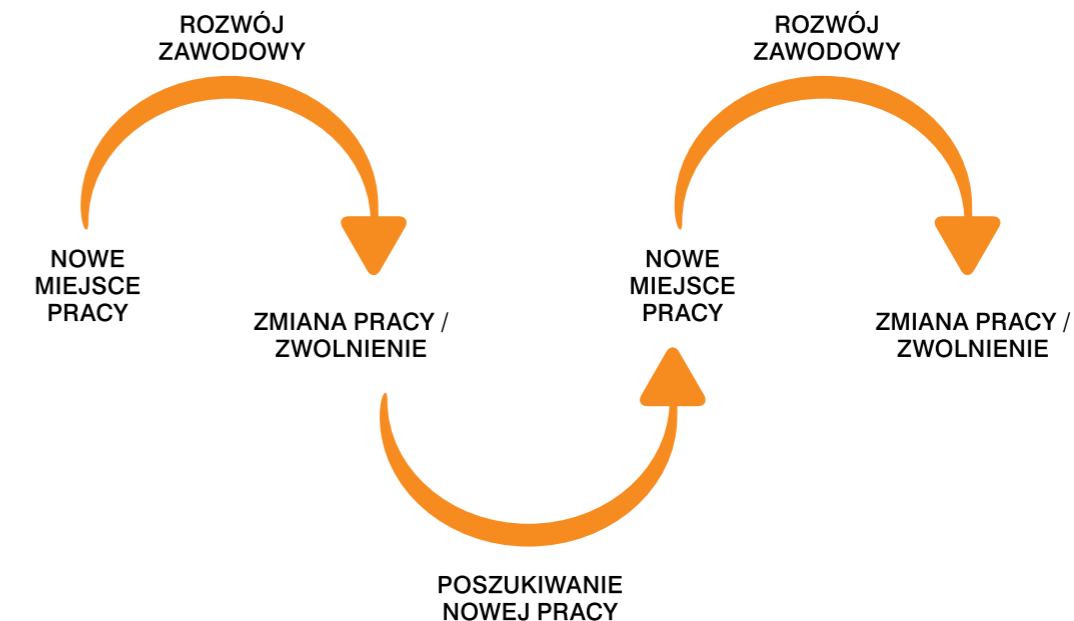 ROZWÓJ
ZAWODOWY
ROZWÓJ
ZAWODOWY
NOWE
MIEJSCE
PRACY
ZMIANA PRACY /
ZWOLNIENIE
NOWE
MIEJSCE
PRACY
ZMIANA PRACY /
ZWOLNIENIE
POSZUKIWANIE
NOWEJ PRACY